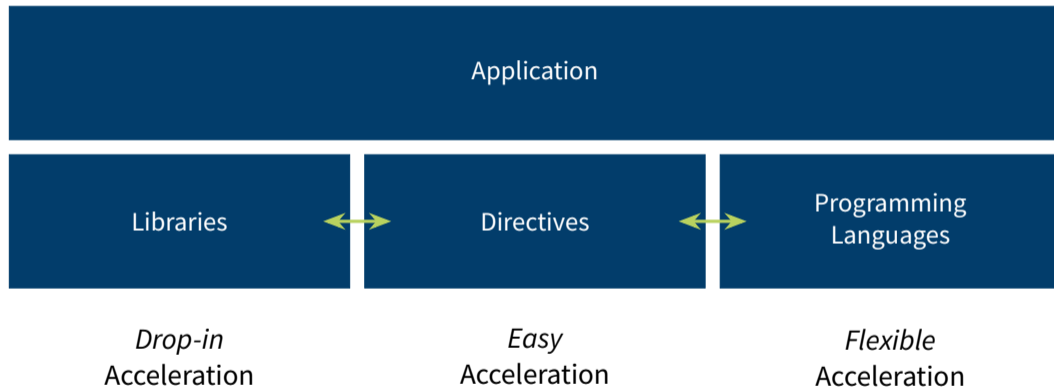 Application
Libraries
Directives
Programming
Languages
Drop-in
Acceleration
Easy
Acceleration
Flexible
Acceleration